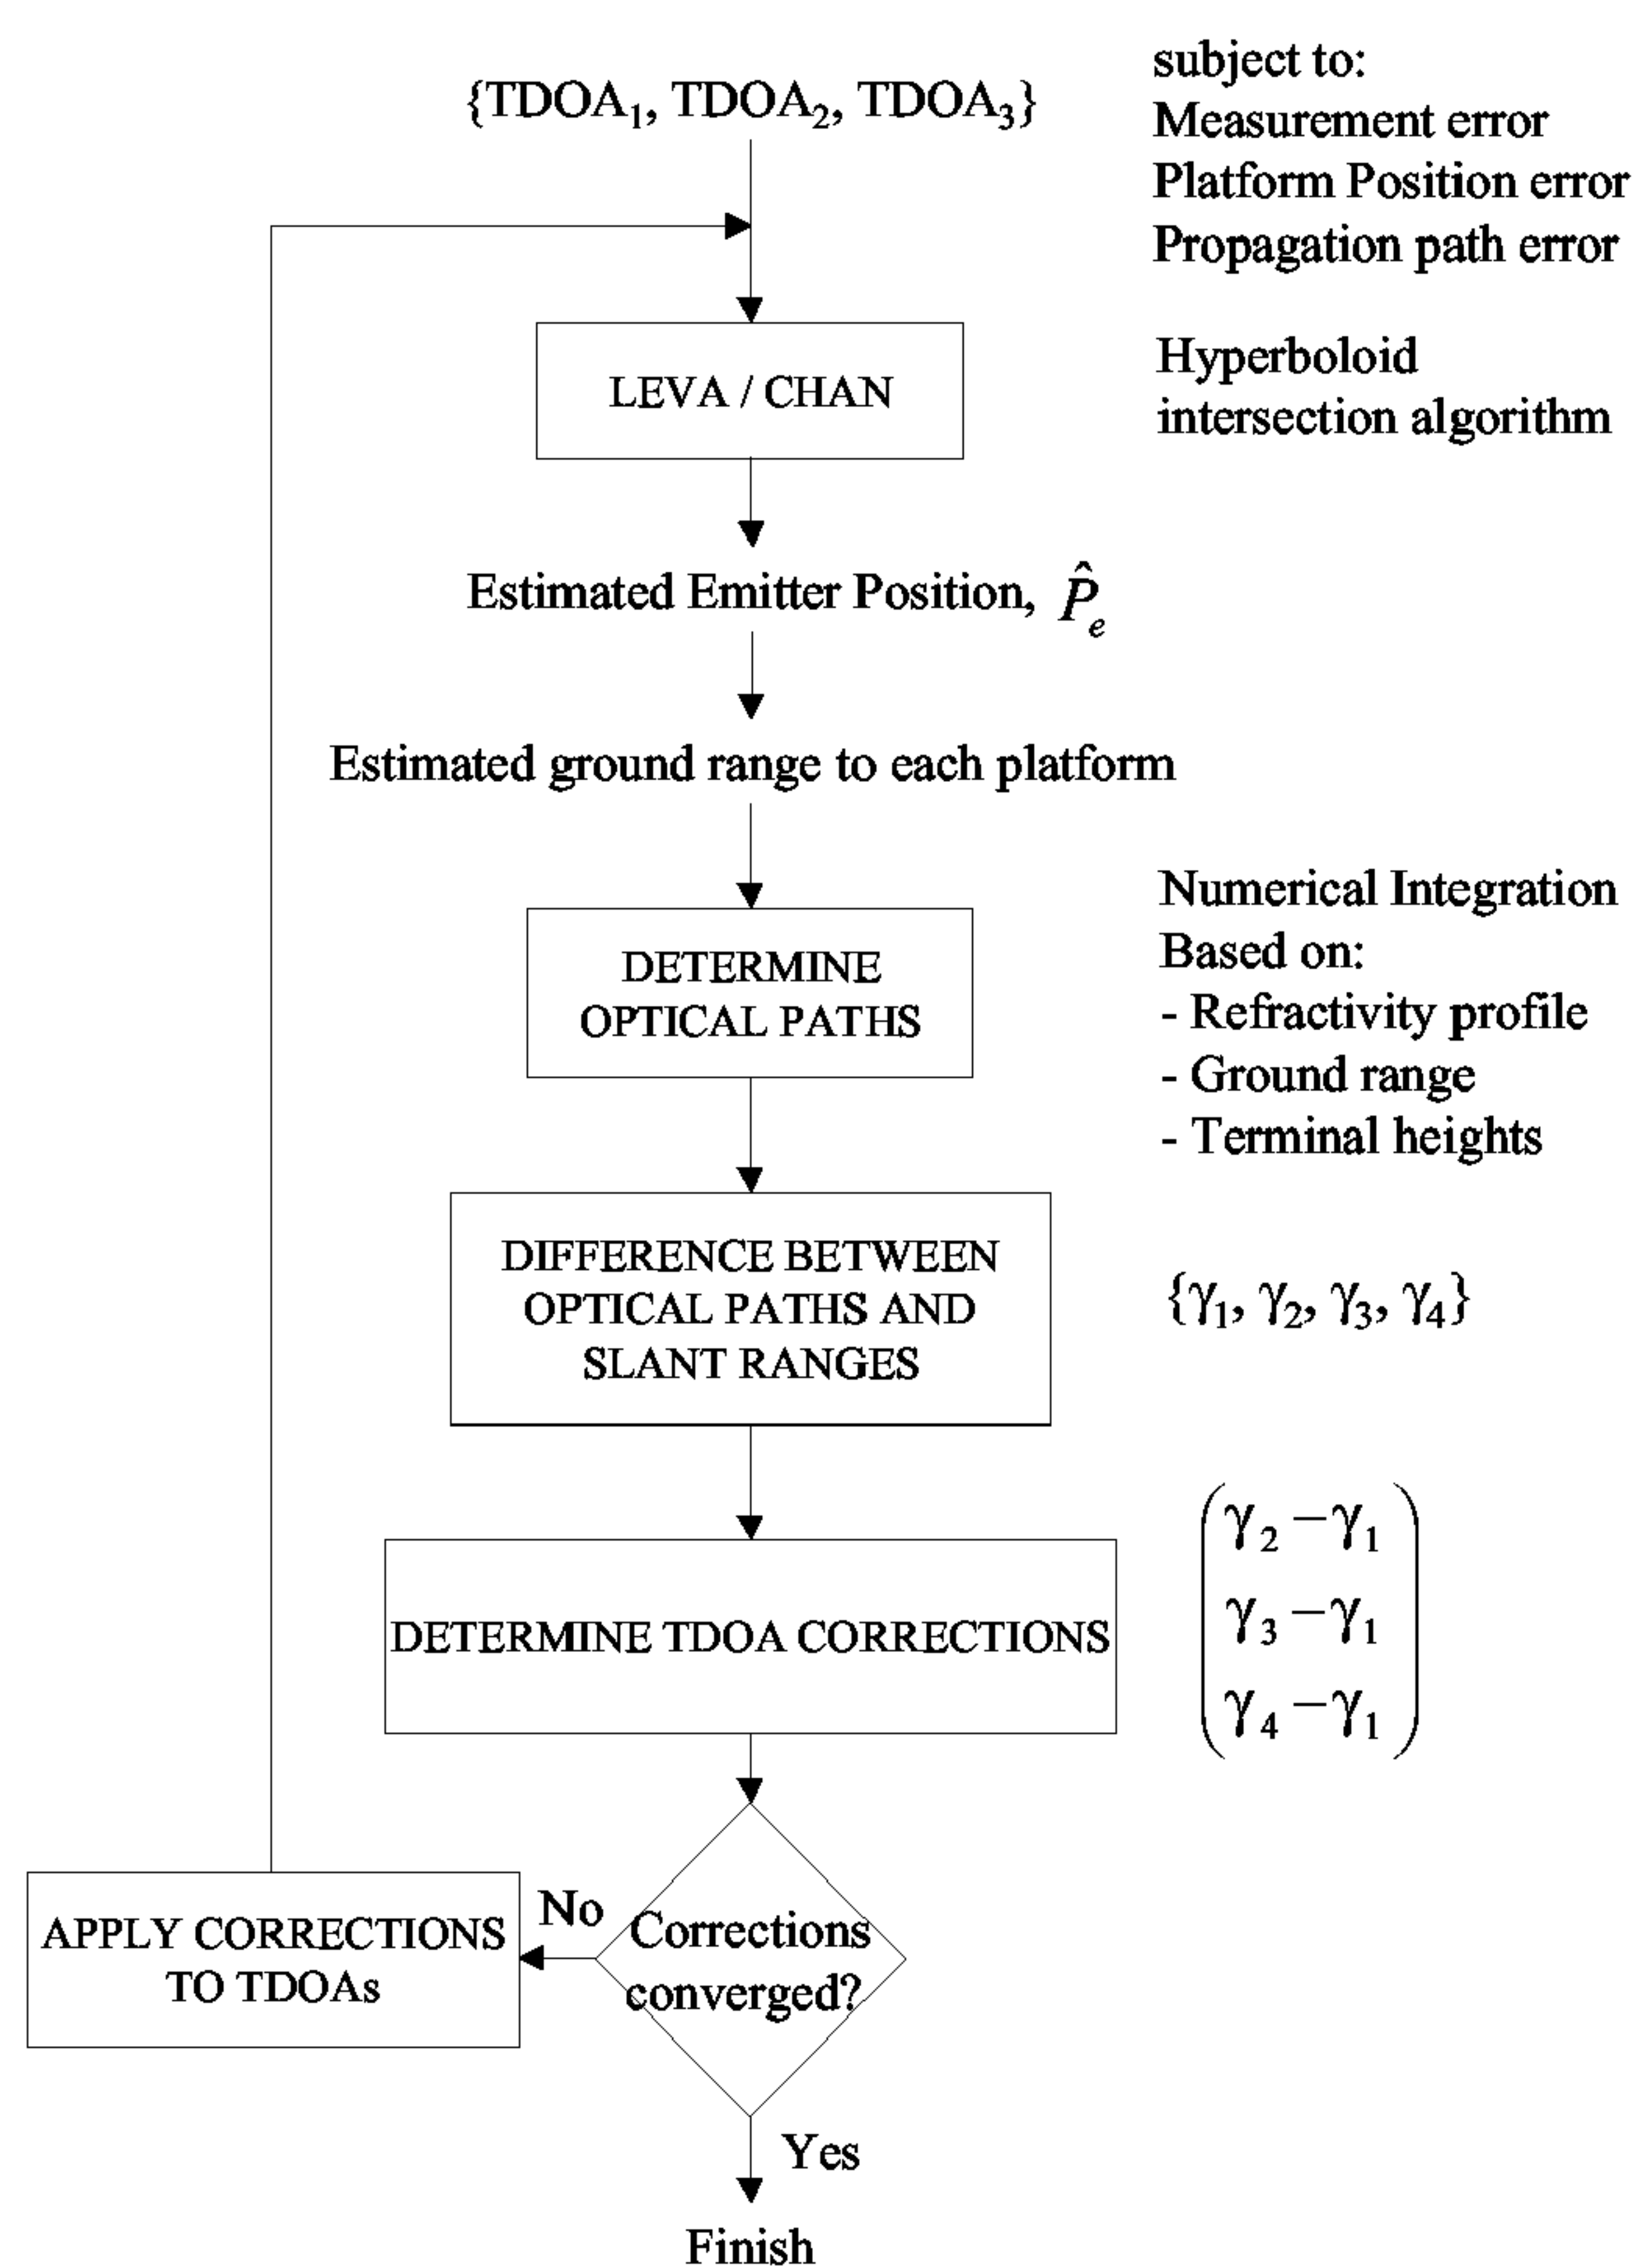 {TDOA₁, TDOA₂, TDOA₃}
subject to:
Measurement error
Platform Position error
Propagation path error
LEVA / CHAN
Hyperboloid
intersection algorithm
Estimated Emitter Position, P̂ₑ
Estimated ground range to each platform
DETERMINE
OPTICAL PATHS
Numerical Integration
Based on:
- Refractivity profile
- Ground range
- Terminal heights
DIFFERENCE BETWEEN
OPTICAL PATHS AND
SLANT RANGES
{γ₁, γ₂, γ₃, γ₄}
DETERMINE TDOA CORRECTIONS
γ₂ −γ₁
γ₃ −γ₁
γ₄ −γ₁
Corrections
converged?
No
APPLY CORRECTIONS
TO TDOAs
Yes
Finish